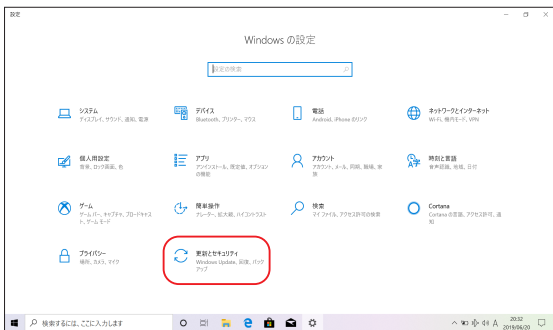 設定
Windows の設定
設定の検索
システム
ディスプレイ、サウンド、通知、電源
デバイス
Bluetooth、プリンター、マウス
電話
Android、iPhone のリンク
ネットワークとインターネット
Wi-Fi、機内モード、VPN
個人用設定
背景、ロック画面、色
アプリ
アンインストール、既定値、オプション
の機能
アカウント
アカウント、メール、同期、職場、家
族
時刻と言語
音声認識、地域、日付
ゲーム
ゲーム バー、キャプチャ、ブロードキャス
ト、ゲーム モード
簡単操作
ナレーター、拡大鏡、ハイコントラスト
検索
マイ ファイル、アクセス許可の検索
Cortana
Cortana の言語、アクセス許可、通
知
プライバシー
場所、カメラ、マイク
更新とセキュリティ
Windows Update、回復、バック
アップ
検索するには、ここに入力します
A
20:32
2019/06/20